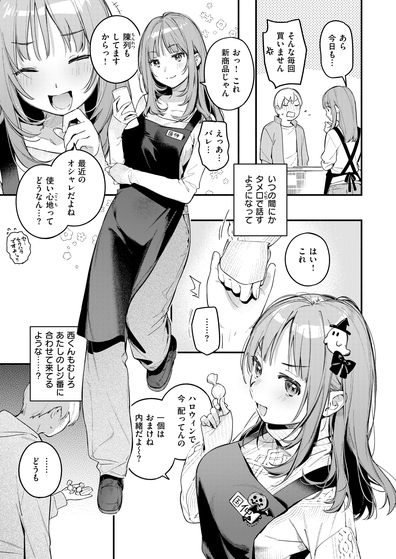 あら
今日も…
そんな毎回
買いません
おっ！これ
新商品じゃん
えっあ…
バレ…
陳列も
してます
からっ！
最近の
オシャレだよね
使い心地って
どうなん…？
いつの間にか
タメ口で話す
ようになって
はい！
これ
…？
西くんもむしろ
あたしのレジ番に
合わせて来てる
ような……？
ハロウィンで
今 配ってんの
一個は
おまけね
内緒だよ～？
……
どうも